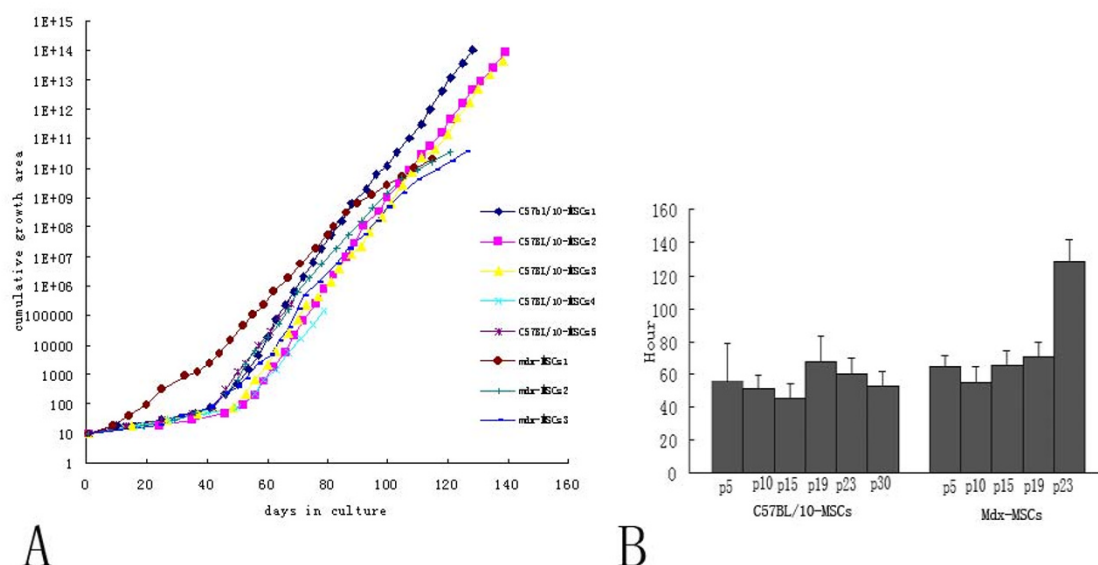 1E+15
1E+14
1E+13
1E+12
1E+11
1E+10
1E+09
1E+08
1E+07
1E+06
100000
10000
1000
100
10
1
cumulative growth area
0 20 40 60 80 100 120 140 160
days in culture
C57bl/10-MSCs1
C57BL/10-MSCs2
C57BL/10-MSCs3
C57BL/10-MSCs4
C57BL/10-MSCs5
mdx-MSCs1
mdx-MSCs2
mdx-MSCs3
A
160
140
120
100
80
60
40
20
0
Hour
p5 p10 p15 p19 p23 p30
C57BL/10-MSCs
p5 p10 p15 p19 p23
Mdx-MSCs
B